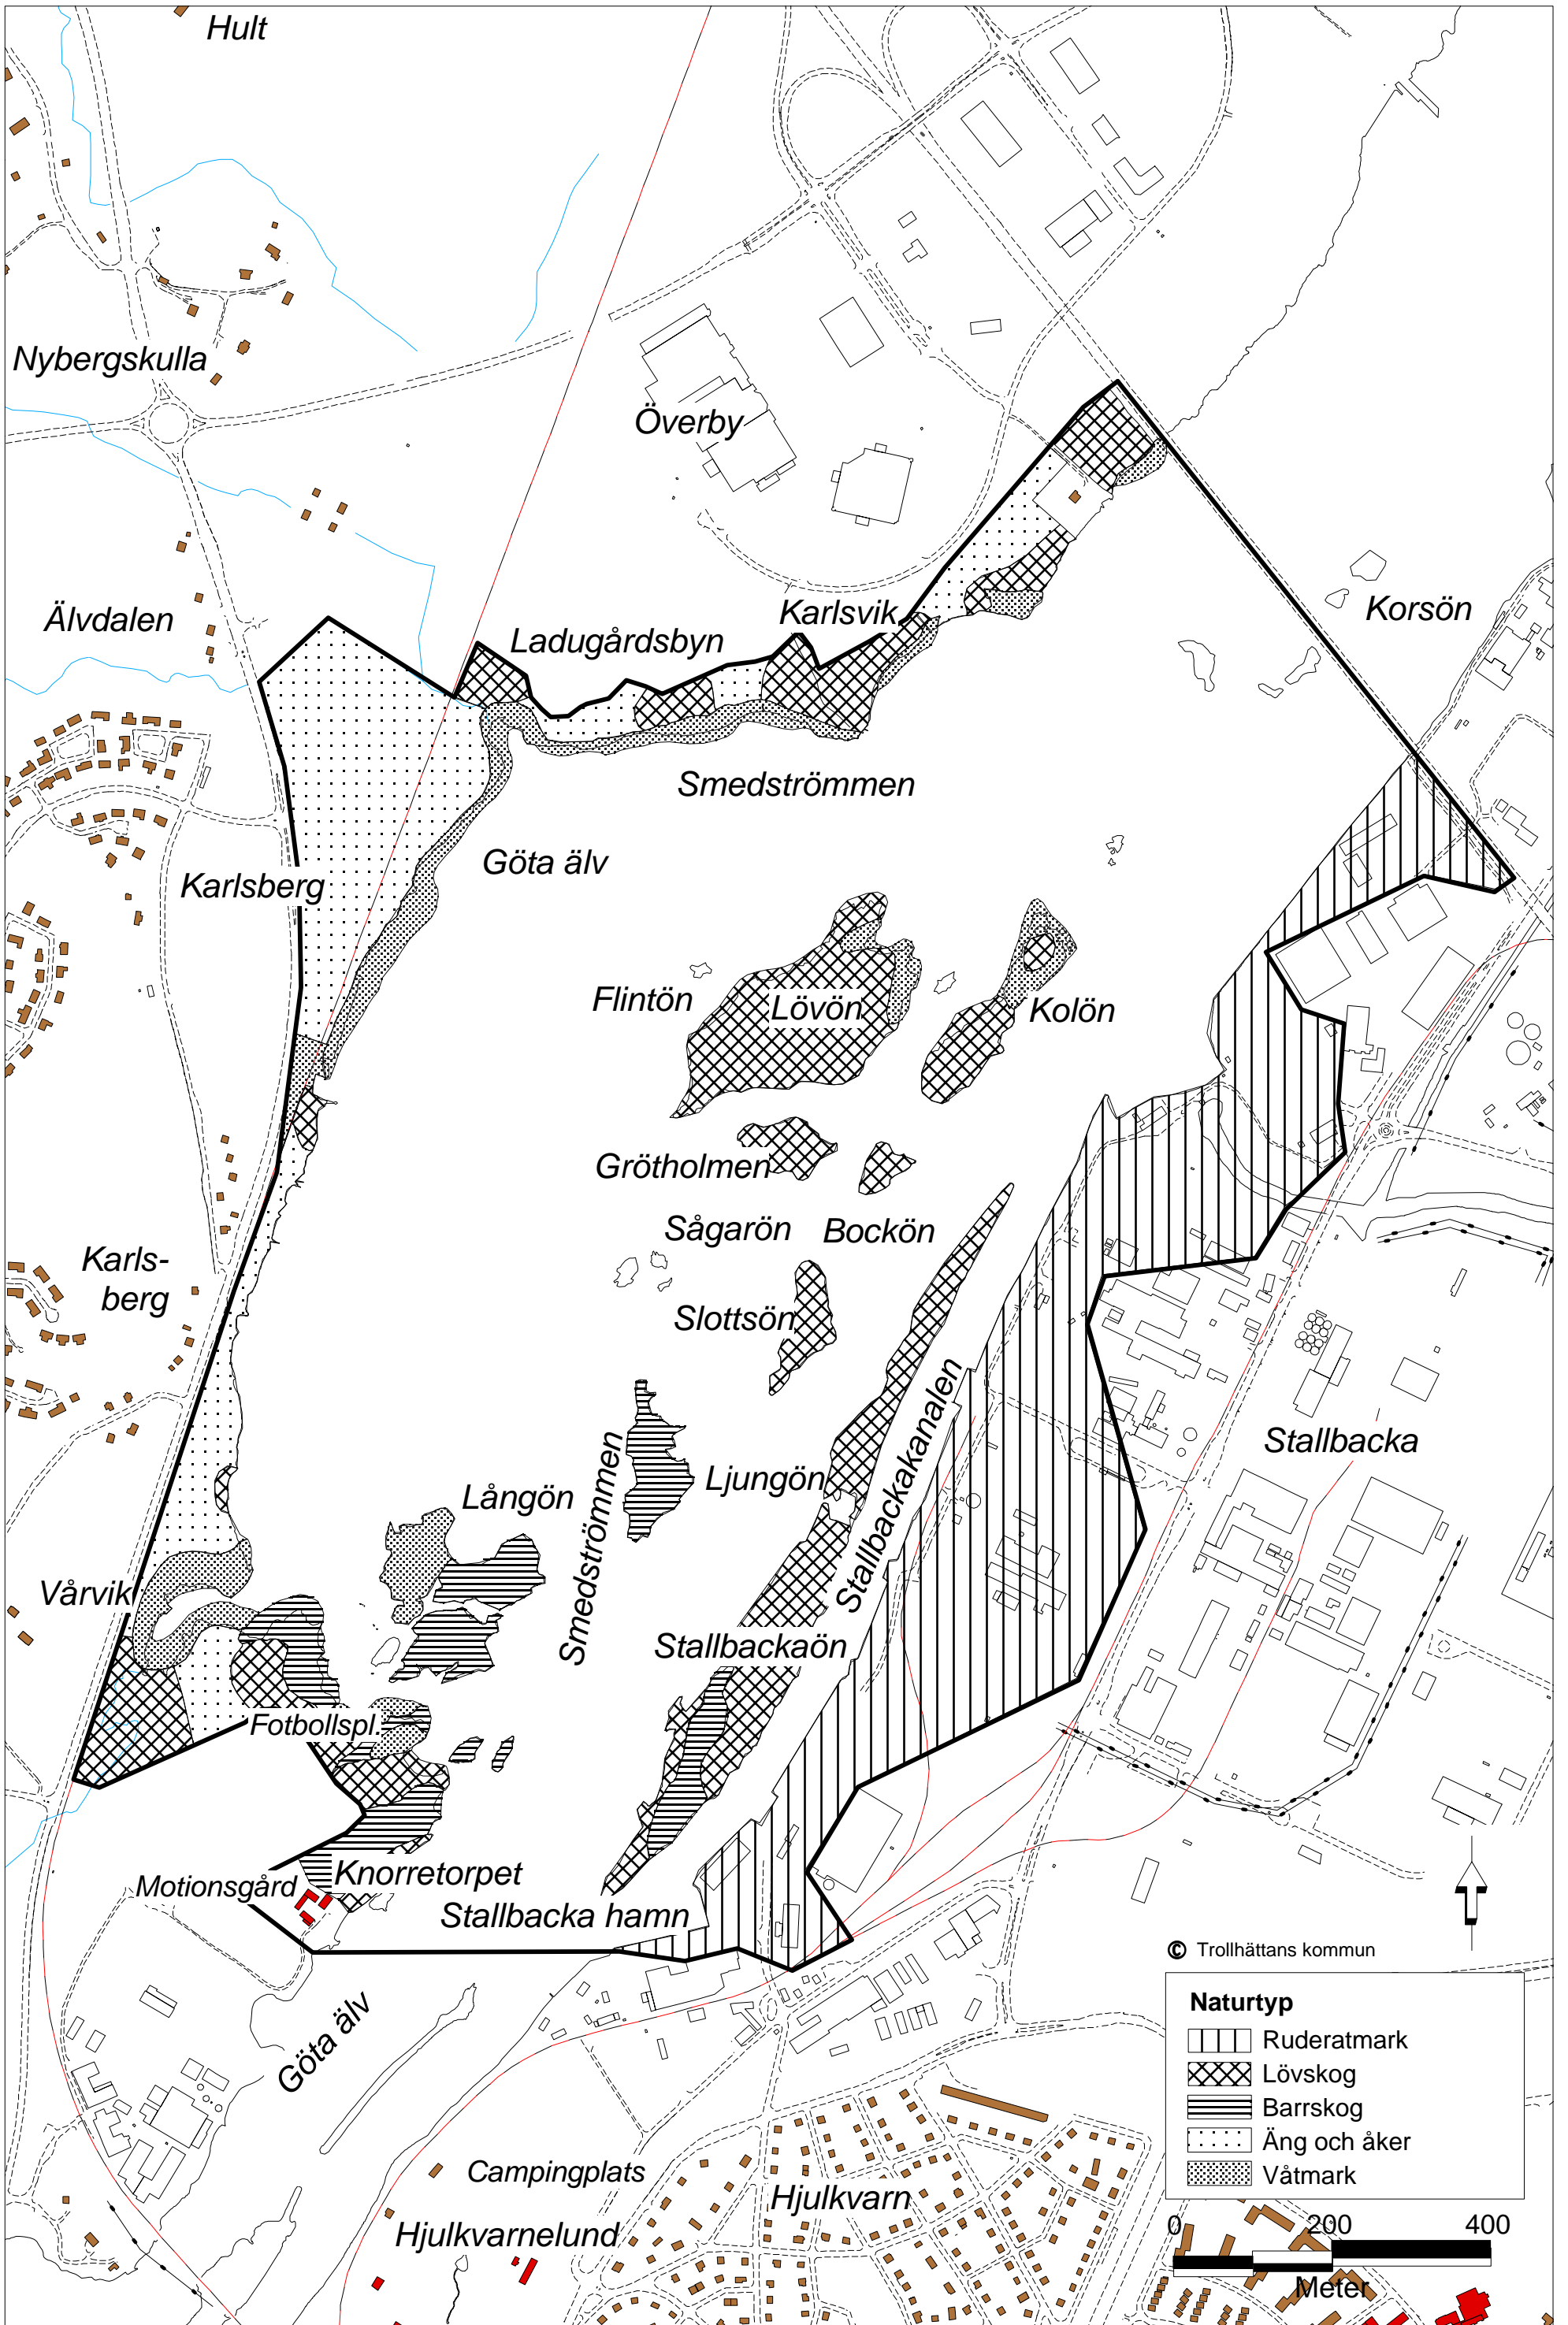 Hult
Nybergskulla
Överby
Älvdalen
Korsön
Karlsvik
Ladugårdsbyn
Smedströmmen
Göta älv
Karlsberg
Flintön
Lövön
Kolön
Grötholmen
Sågarön
Bockön
Karls-
berg
Slottsön
Stallbackakanalen
Stallbacka
Ljungön
Långön
Smedströmmen
Vårvik
Stallbackaön
Fotbollspl.
Knorretorpet
Motionsgård
Stallbacka hamn
Göta älv
© Trollhättans kommun
Naturtyp
Ruderatmark
Lövskog
Barrskog
Äng och åker
Våtmark
Campingplats
Hjulkvarn
Hjulkvarnelund
0 200 400
Meter